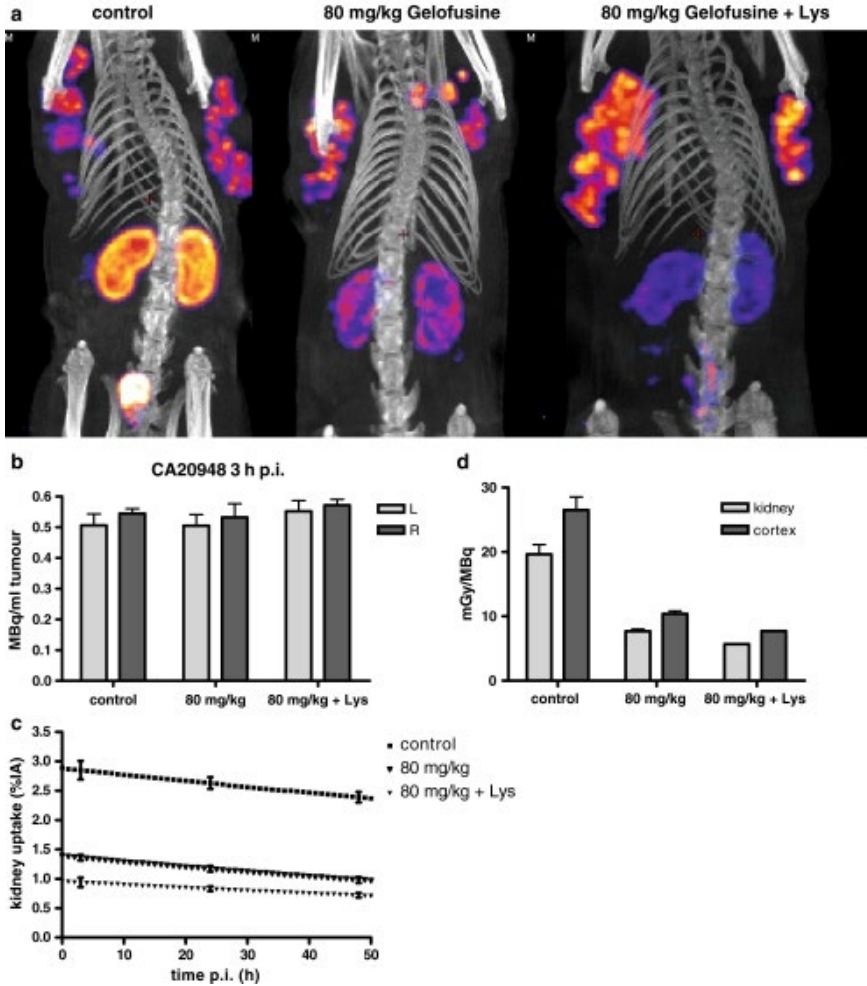 a
control
80 mg/kg Gelofusine
80 mg/kg Gelofusine + Lys
M
M
b
CA20948 3 h p.i.
MBq/ml tumour
0.6
0.5
0.4
0.3
0.2
0.1
0.0
control
80 mg/kg
80 mg/kg + Lys
L
R
d
mGy/MBq
30
20
10
0
control
80 mg/kg
80 mg/kg + Lys
kidney
cortex
c
kidney uptake (%IA)
3.5
3.0
2.5
2.0
1.5
1.0
0.5
0.0
0
10
20
30
40
50
time p.i. (h)
control
80 mg/kg
80 mg/kg + Lys